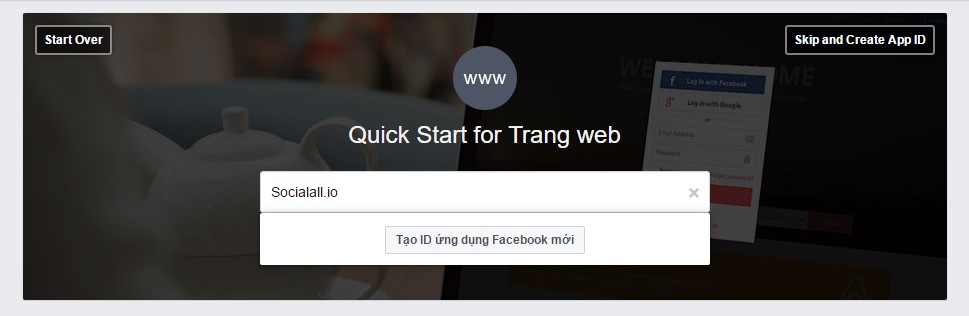 Start Over
Skip and Create App ID
www
Quick Start for Trang web
Log in with Facebook
Log in with Google
Email Address
Password
Socialall.io
Tạo ID ứng dụng Facebook mới